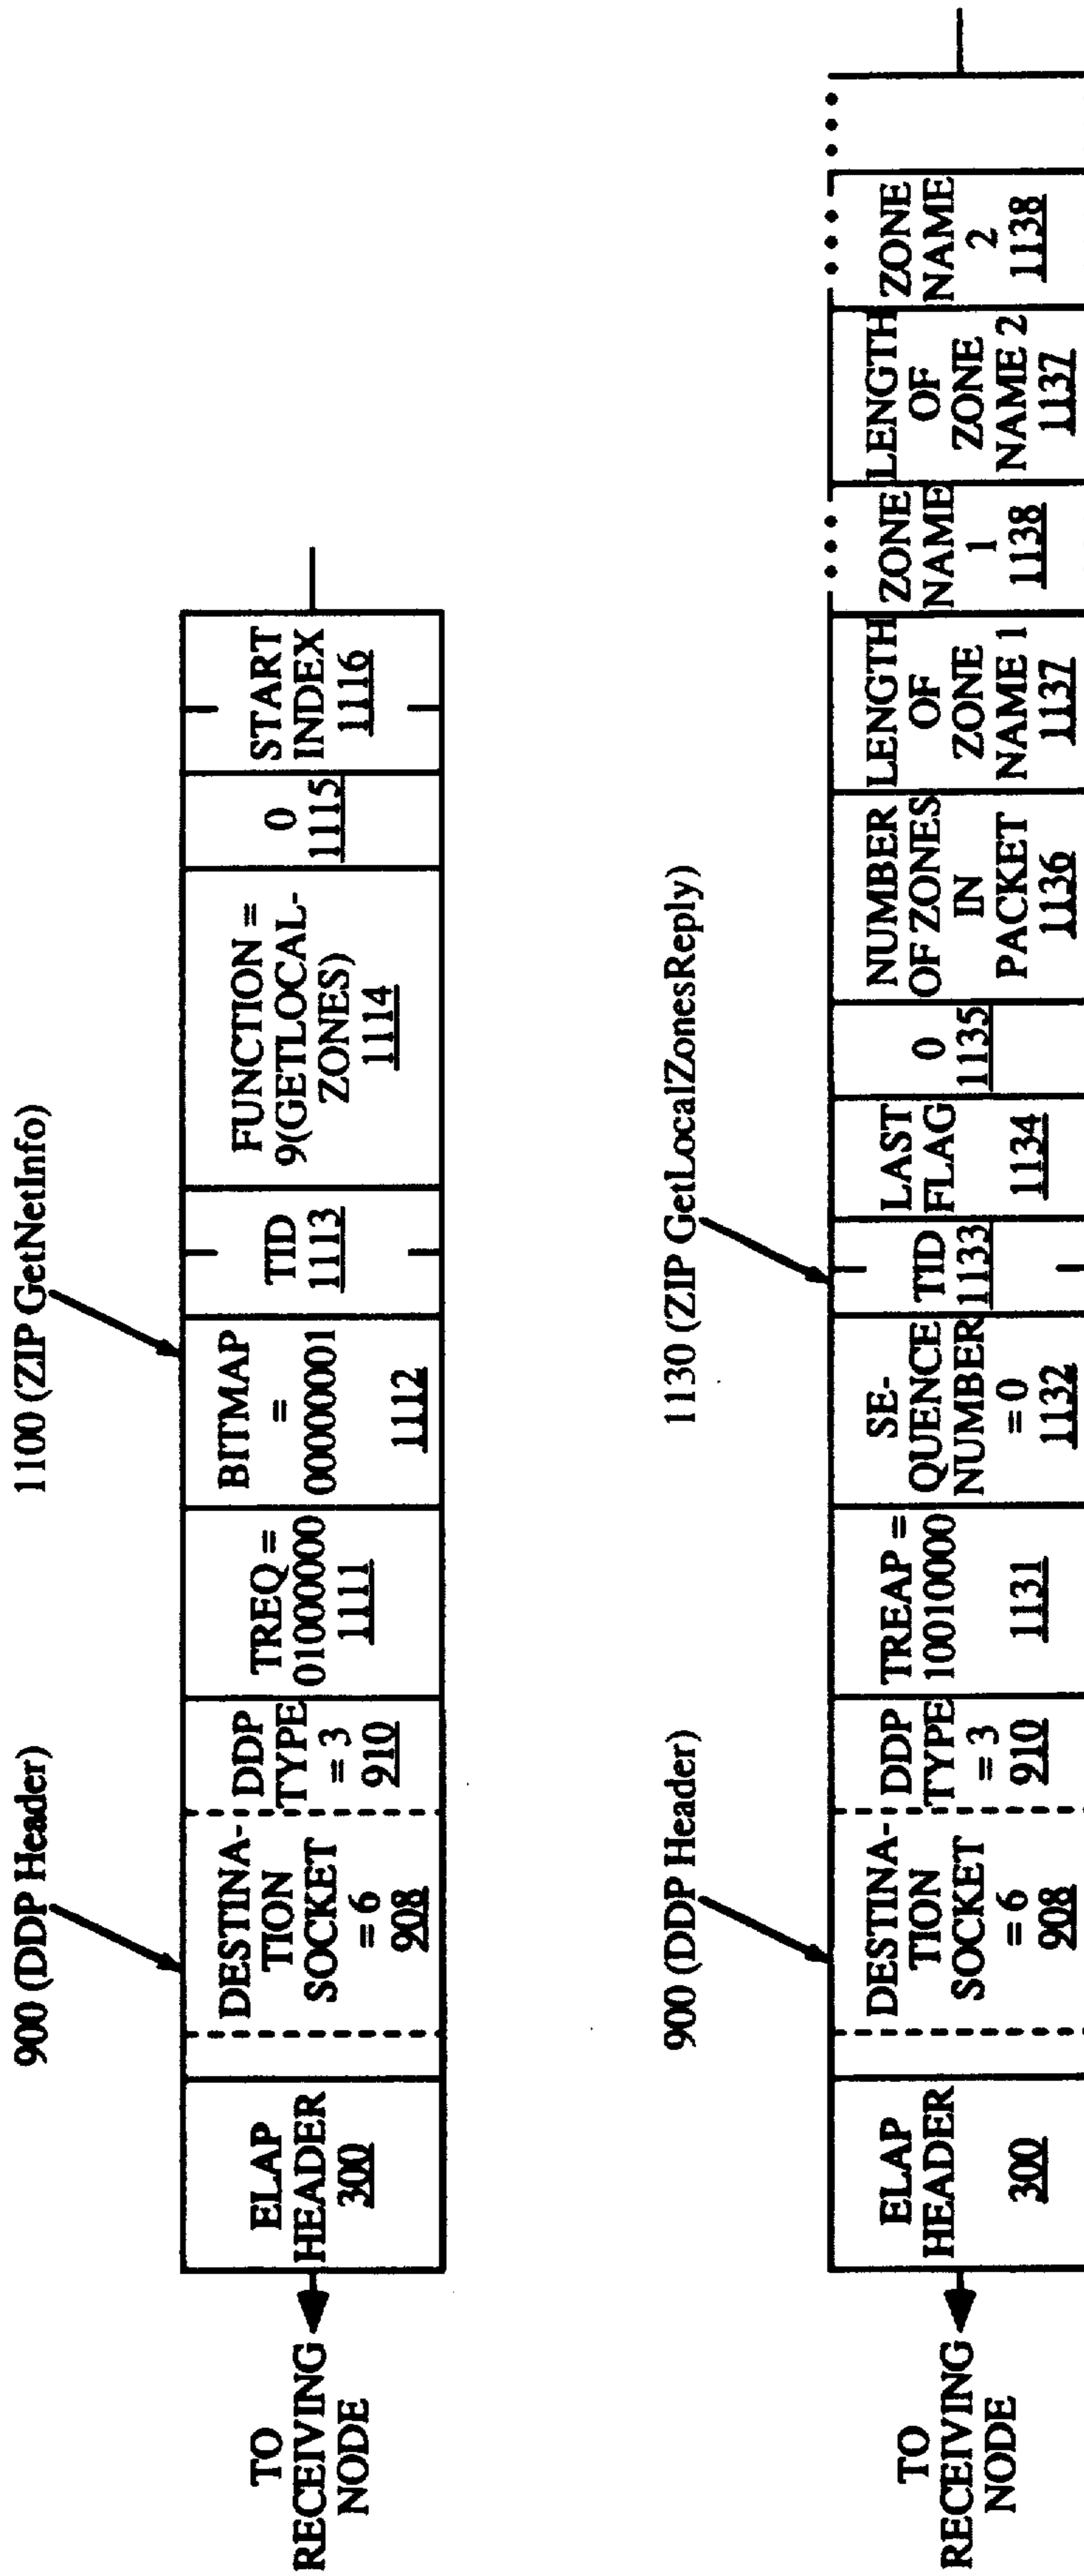 900 (DDP Header)
1100 (ZIP GetNetInfo)
TO
RECEIVING
NODE
ELAP
HEADER
300
DESTINA-
TION
SOCKET
= 6
908
DDP
TYPE
= 3
910
TREQ =
01000000
1111
BITMAP
=
00000001
1112
TID
1113
FUNCTION =
9(GETLOCAL-
ZONES)
1114
0
1115
START
INDEX
1116
900 (DDP Header)
1130 (ZIP GetLocalZonesReply)
TO
RECEIVING
NODE
ELAP
HEADER
300
DESTINA-
TION
SOCKET
= 6
908
DDP
TYPE
= 3
910
TREAP =
10010000
1131
SE-
QUENCE
NUMBER
= 0
1132
TID
1133
LAST
FLAG
1134
0
1135
NUMBER
OF ZONES
IN
PACKET
1136
LENGTH
OF
ZONE
NAME 1
1137
ZONE
NAME
1
1138
LENGTH
OF
ZONE
NAME 2
1137
ZONE
NAME
2
1138